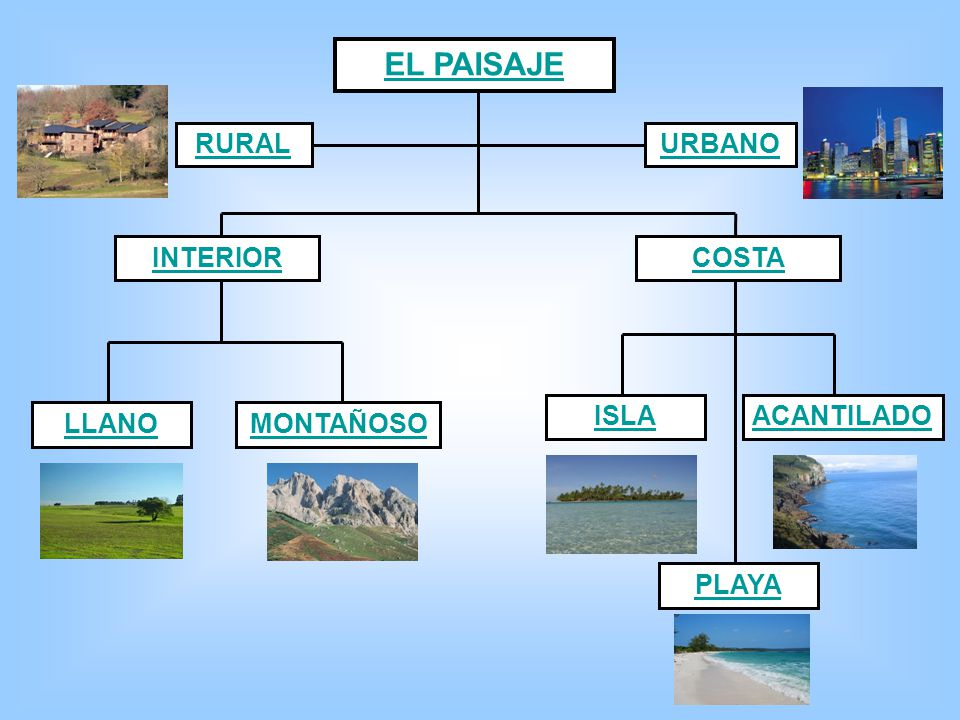 EL PAISAJE
RURAL
URBANO
INTERIOR
COSTA
LLANO
MONTAÑOSO
ISLA
ACANTILADO
PLAYA